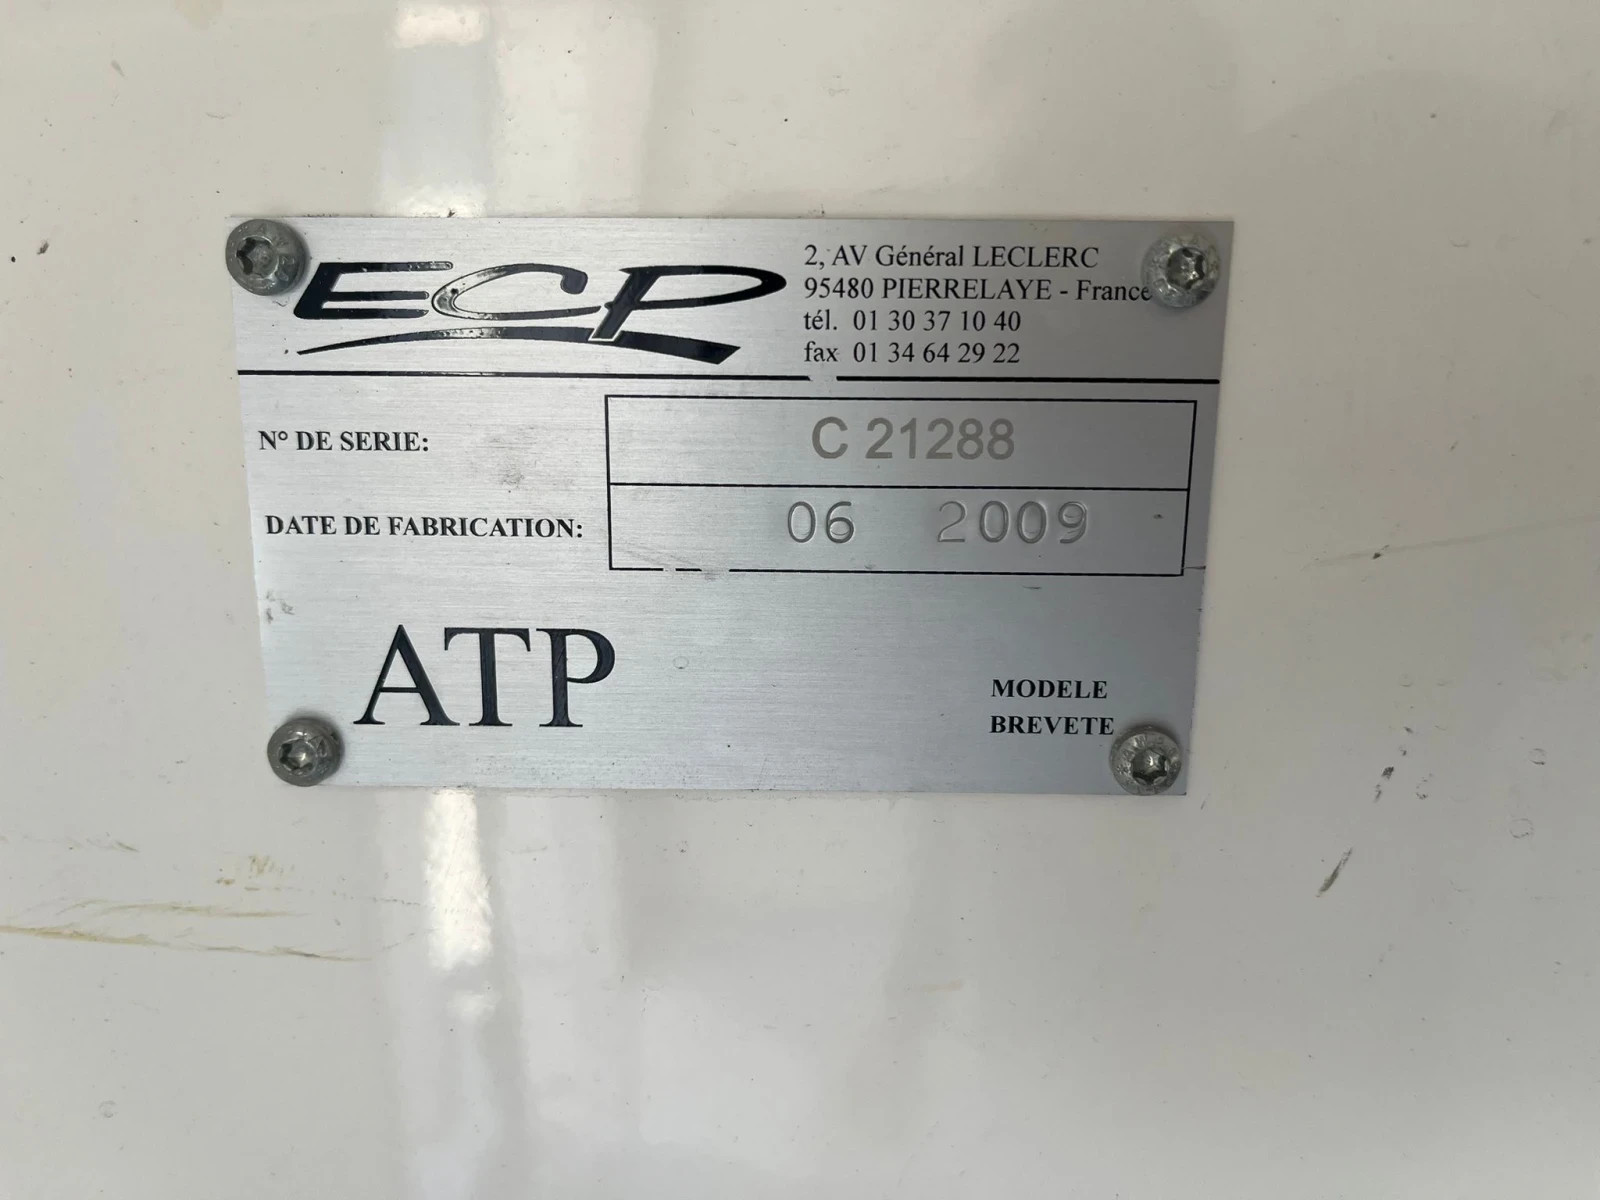 ECP
2, AV Général LECLERC
95480 PIERRELAYE - France
tél. 01 30 37 10 40
fax 01 34 64 29 22
N° DE SERIE: C 21288
DATE DE FABRICATION: 06 2009
ATP
MODELE
BREVETE